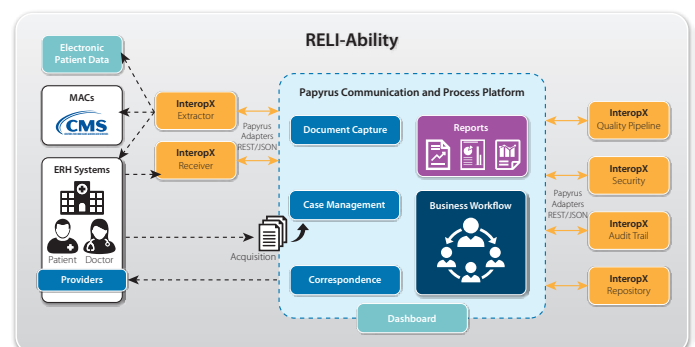 RELI-Ability
Electronic
Patient Data
MACs
CMS
ERH Systems
Patient
Doctor
Providers
InteropX
Extractor
InteropX
Receiver
Papyrus
Adapters
REST/JSON
Acquisition
Papyrus Communication and Process Platform
Document Capture
Reports
Case Management
Business Workflow
Correspondence
Dashboard
Papyrus
Adapters
REST/JSON
InteropX
Quality Pipeline
InteropX
Security
InteropX
Audit Trail
InteropX
Repository